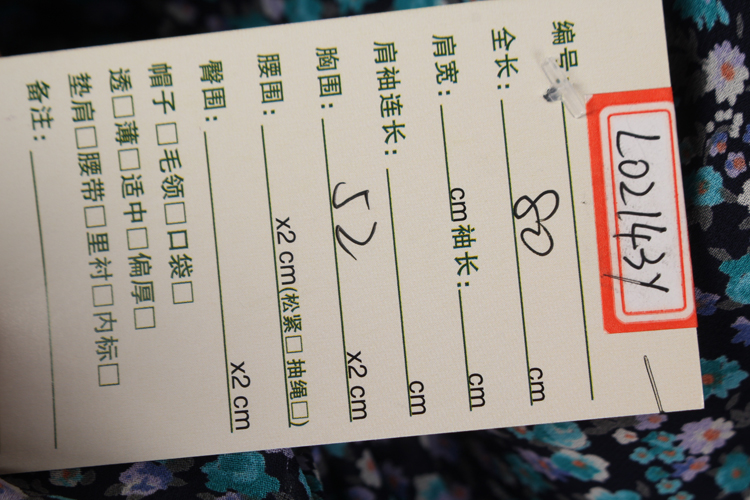 编号 L021434
全长: 80 cm
肩宽: cm 袖长: cm
肩袖连长: cm
胸围: 52 x2 cm
腰围: x2 cm(松紧□ 抽绳□)
臀围: x2 cm
帽子□毛领□口袋□
透□薄□适中□偏厚□
垫肩□腰带□里衬□内标□
备注: